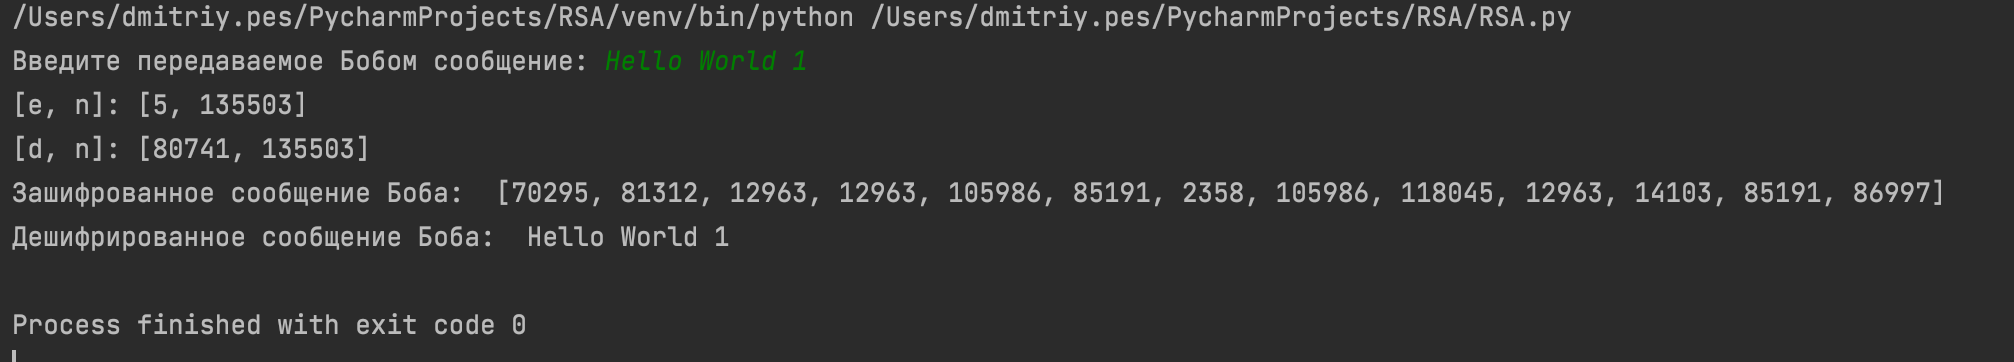 /Users/dmitriy.pes/PycharmProjects/RSA/venv/bin/python /Users/dmitriy.pes/PycharmProjects/RSA/RSA.py
Введите передаваемое Бобом сообщение: Hello World 1
[e, n]: [5, 135503]
[d, n]: [80741, 135503]
Зашифрованное сообщение Боба:  [70295, 81312, 12963, 12963, 105986, 85191, 2358, 105986, 118045, 12963, 14103, 85191, 86997]
Дешифрированное сообщение Боба:  Hello World 1
Process finished with exit code 0